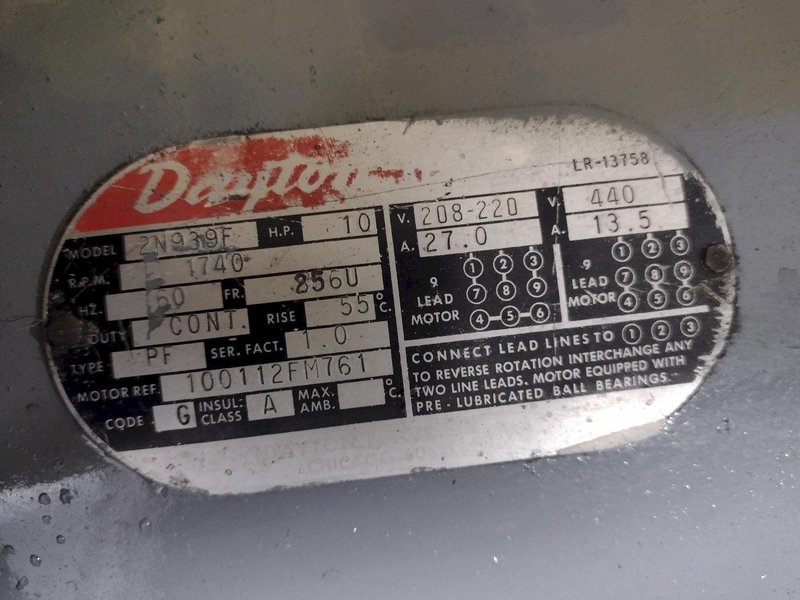 Dayton
LR-13758
MODEL 2N939F H.P. 10
R.P.M. 1740
HZ. 60 FR. 256U
DUTY CONT. RISE 55°C.
TYPE PF SER. FACT. 1.0
MOTOR REF. 100112FM761
CODE G INSUL: CLASS A MAX. AMB. °C.
V. 208-220 V. 440
A. 27.0 A. 13.5
9 LEAD MOTOR
1 2 3
7 8 9
4-5-6
9 LEAD MOTOR
1 2 3
7 8 9
4 5 6
CONNECT LEAD LINES TO 1 2 3
TO REVERSE ROTATION INTERCHANGE ANY
TWO LINE LEADS. MOTOR EQUIPPED WITH
PRE-LUBRICATED BALL BEARINGS.
CHICAGO